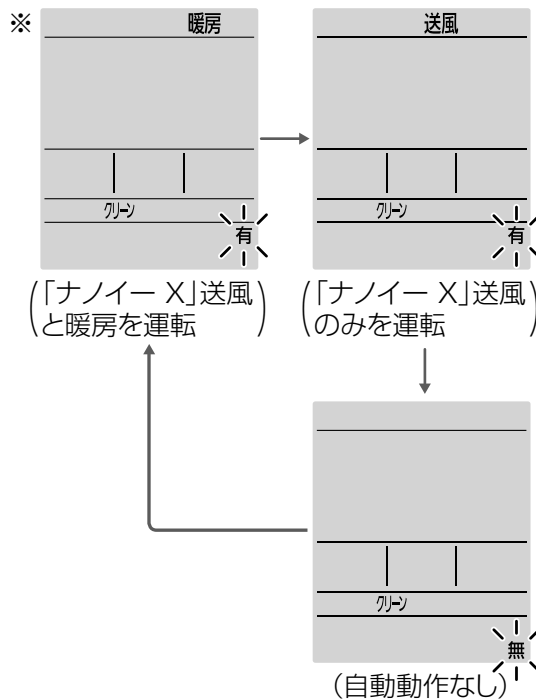 ※
暖房
クリーン
有
(「ナノイー X」送風
と暖房を運転)
送風
クリーン
有
(「ナノイー X」送風
のみを運転)
クリーン
無
(自動動作なし)